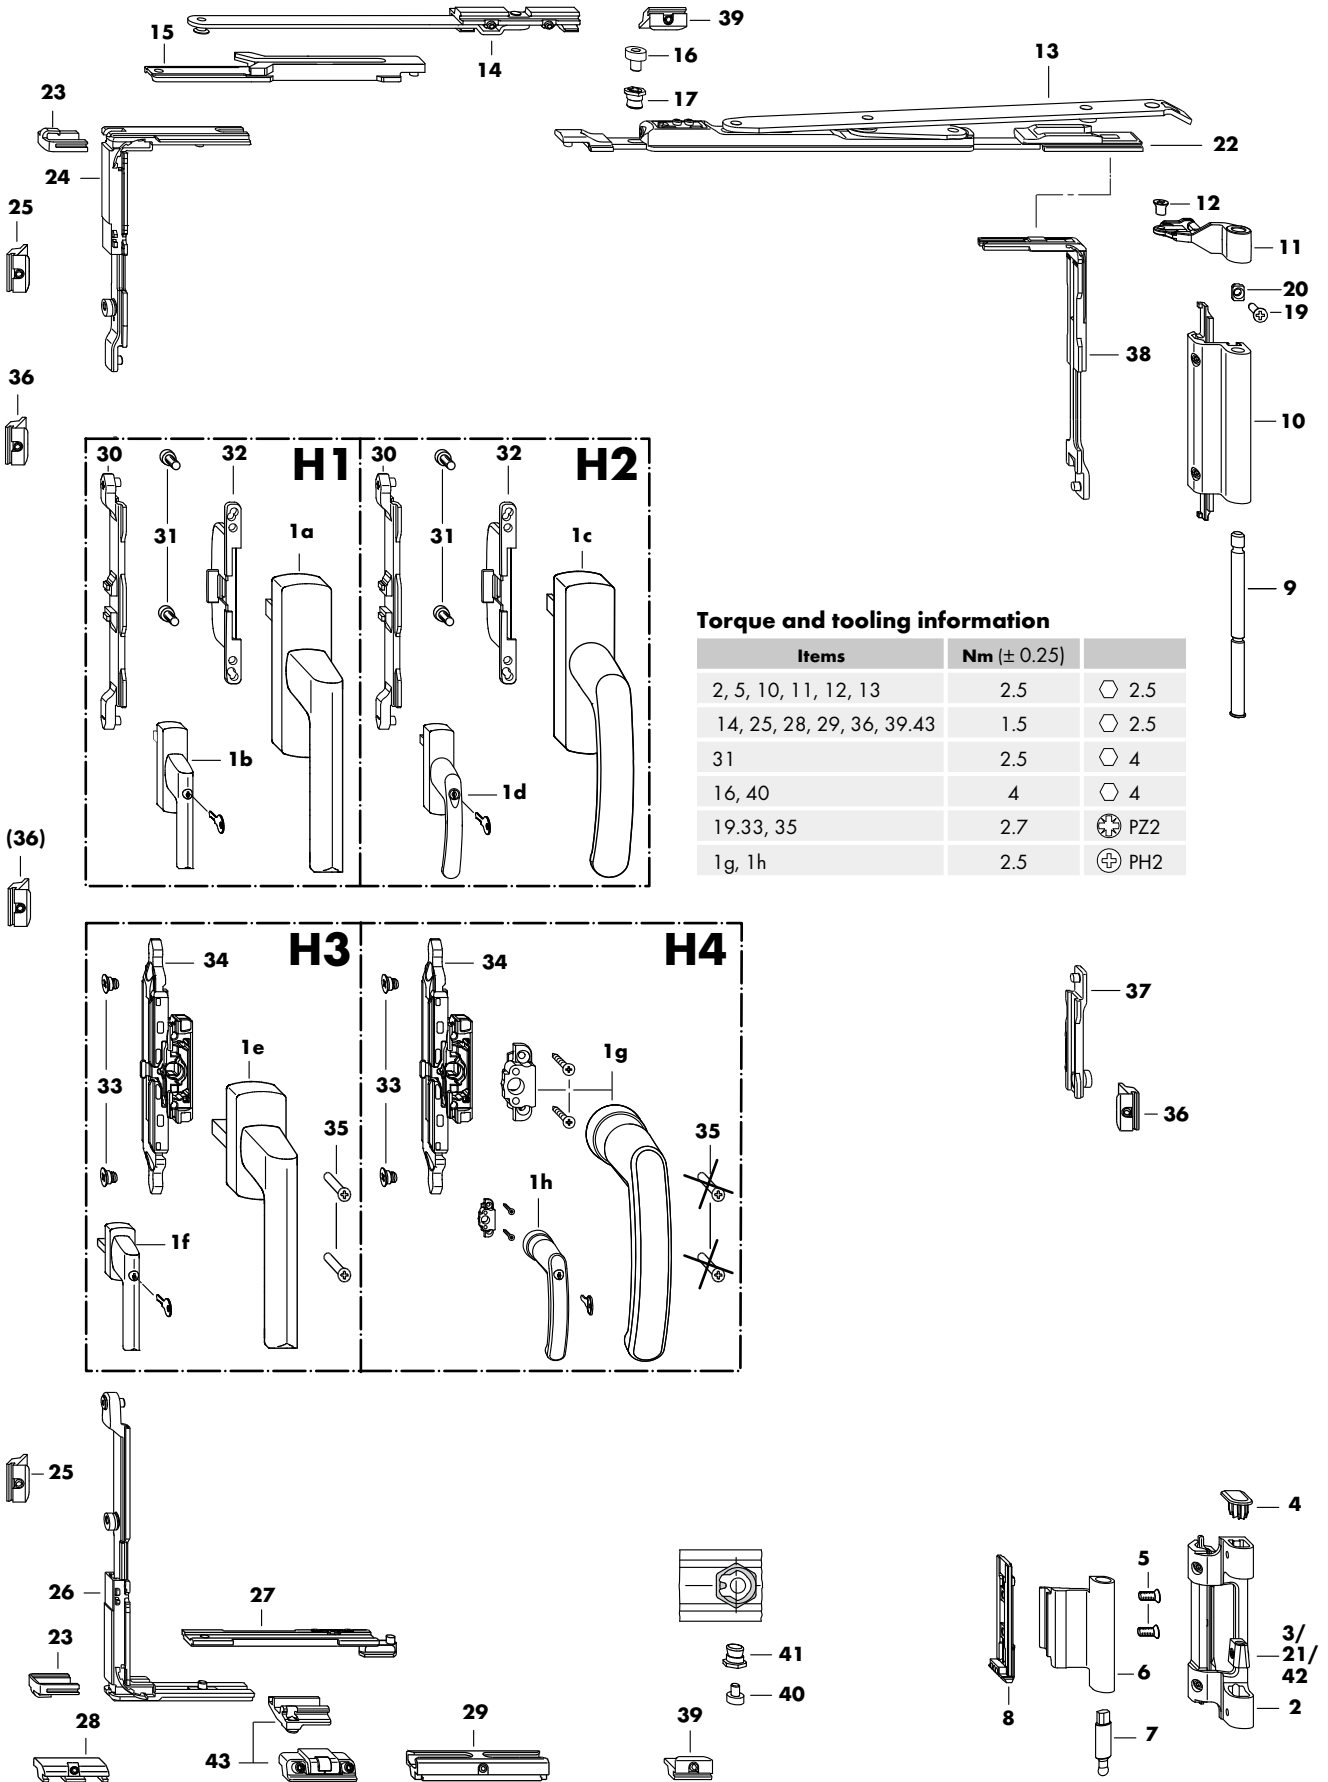 39
15
16
14
13
17
23
22
24
12
25
11
20
19
38
36
10
30
32
H1
30
32
H2
31
1a
31
1c
9
Torque and tooling information
Items Nm (± 0.25)
2, 5, 10, 11, 12, 13 2.5 2.5
14, 25, 28, 29, 36, 39.43 1.5 2.5
31 2.5 4
16, 40 4 4
19.33, 35 2.7 PZ2
1g, 1h 2.5 PH2
1b
1d
(36)
34
H3
34
H4
37
1e
1g
33
33
36
35
35
1h
1f
25
4
5
26
27
3/
21/
42
23
41
6
40
2
8
28
29
39
7
43